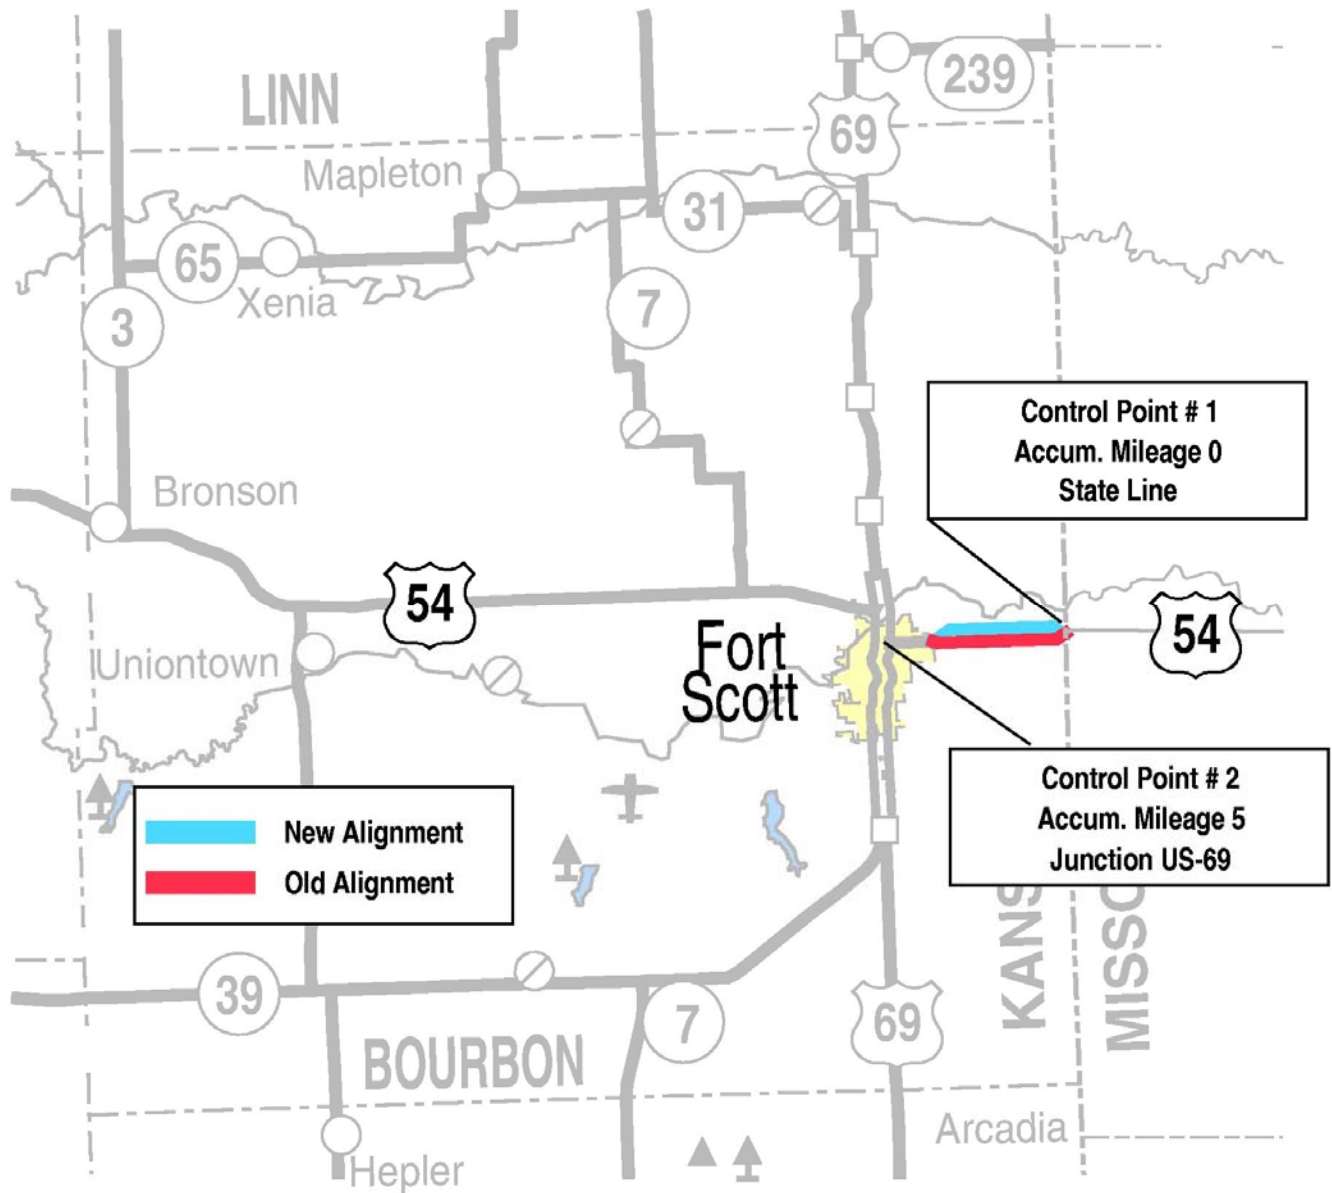 LINN
239
69
Mapleton
31
65
Xenia
7
3
Control Point # 1
Accum. Mileage 0
State Line
Bronson
54
54
Fort
Scott
Uniontown
Control Point # 2
Accum. Mileage 5
Junction US-69
New Alignment
Old Alignment
KANS
MISSO
39
7
69
BOURBON
Arcadia
Hepler